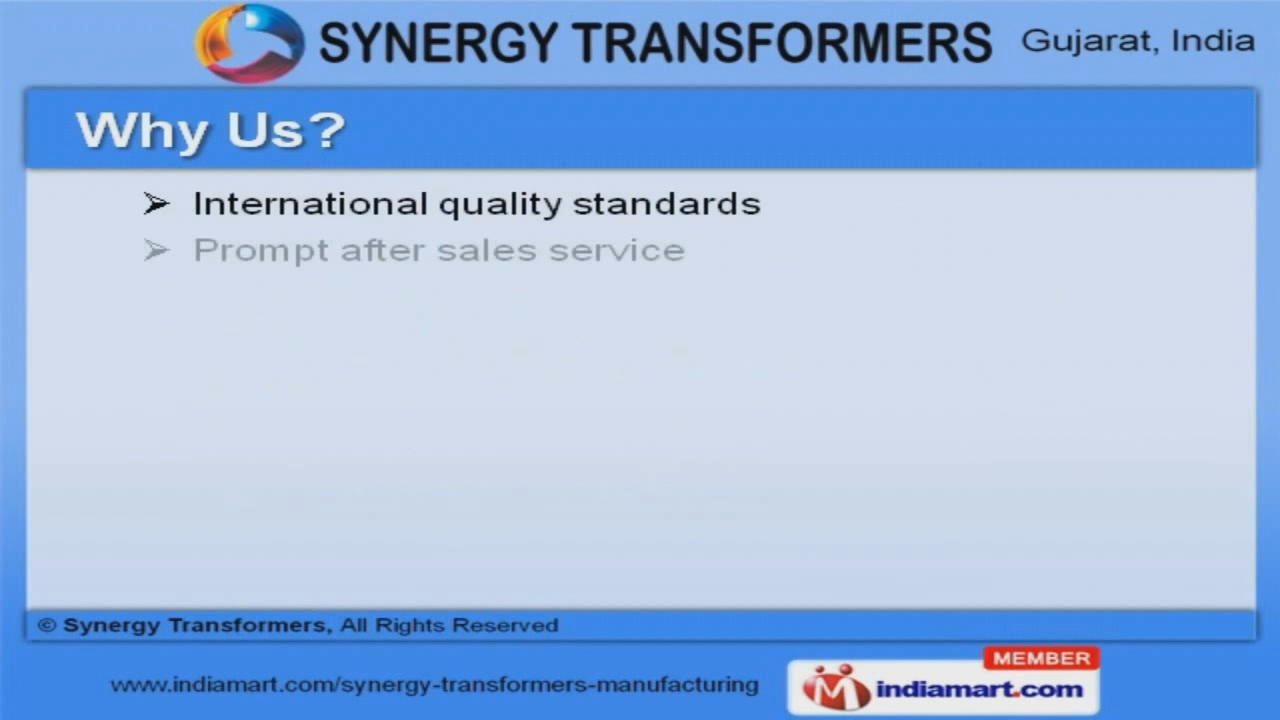 SYNERGY TRANSFORMERS Gujarat, India
Why Us?
➢ International quality standards
➢ Prompt after sales service
© Synergy Transformers, All Rights Reserved
MEMBER
www.indiamart.com/synergy-transformers-manufacturing indiamart.com